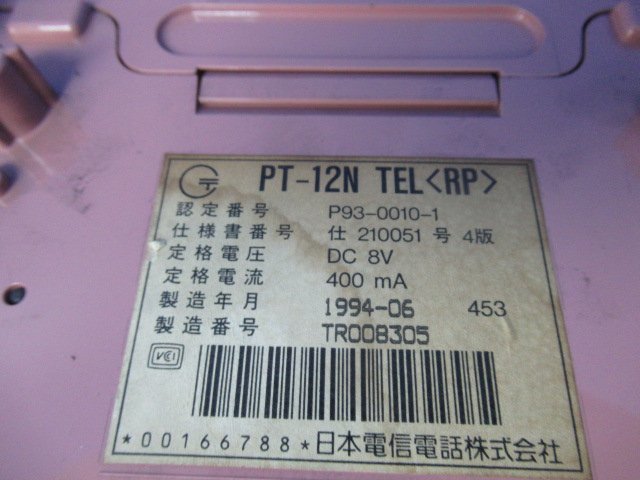 PT-12N TEL<RP>
認定番号 P93-0010-1
仕様書番号 仕 210051 号 4版
定格電圧 DC 8V
定格電流 400 mA
製造年月 1994-06 453
製造番号 TR008305
VCCI
*00166788*日本電信電話株式会社